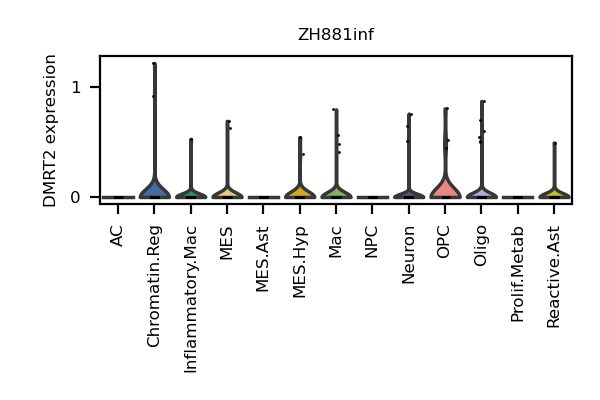 ZH881inf
DMRT2 expression
1
0
AC
Chromatin.Reg
Inflammatory.Mac
MES
MES.Ast
MES.Hyp
Mac
NPC
Neuron
OPC
Oligo
Prolif.Metab
Reactive.Ast